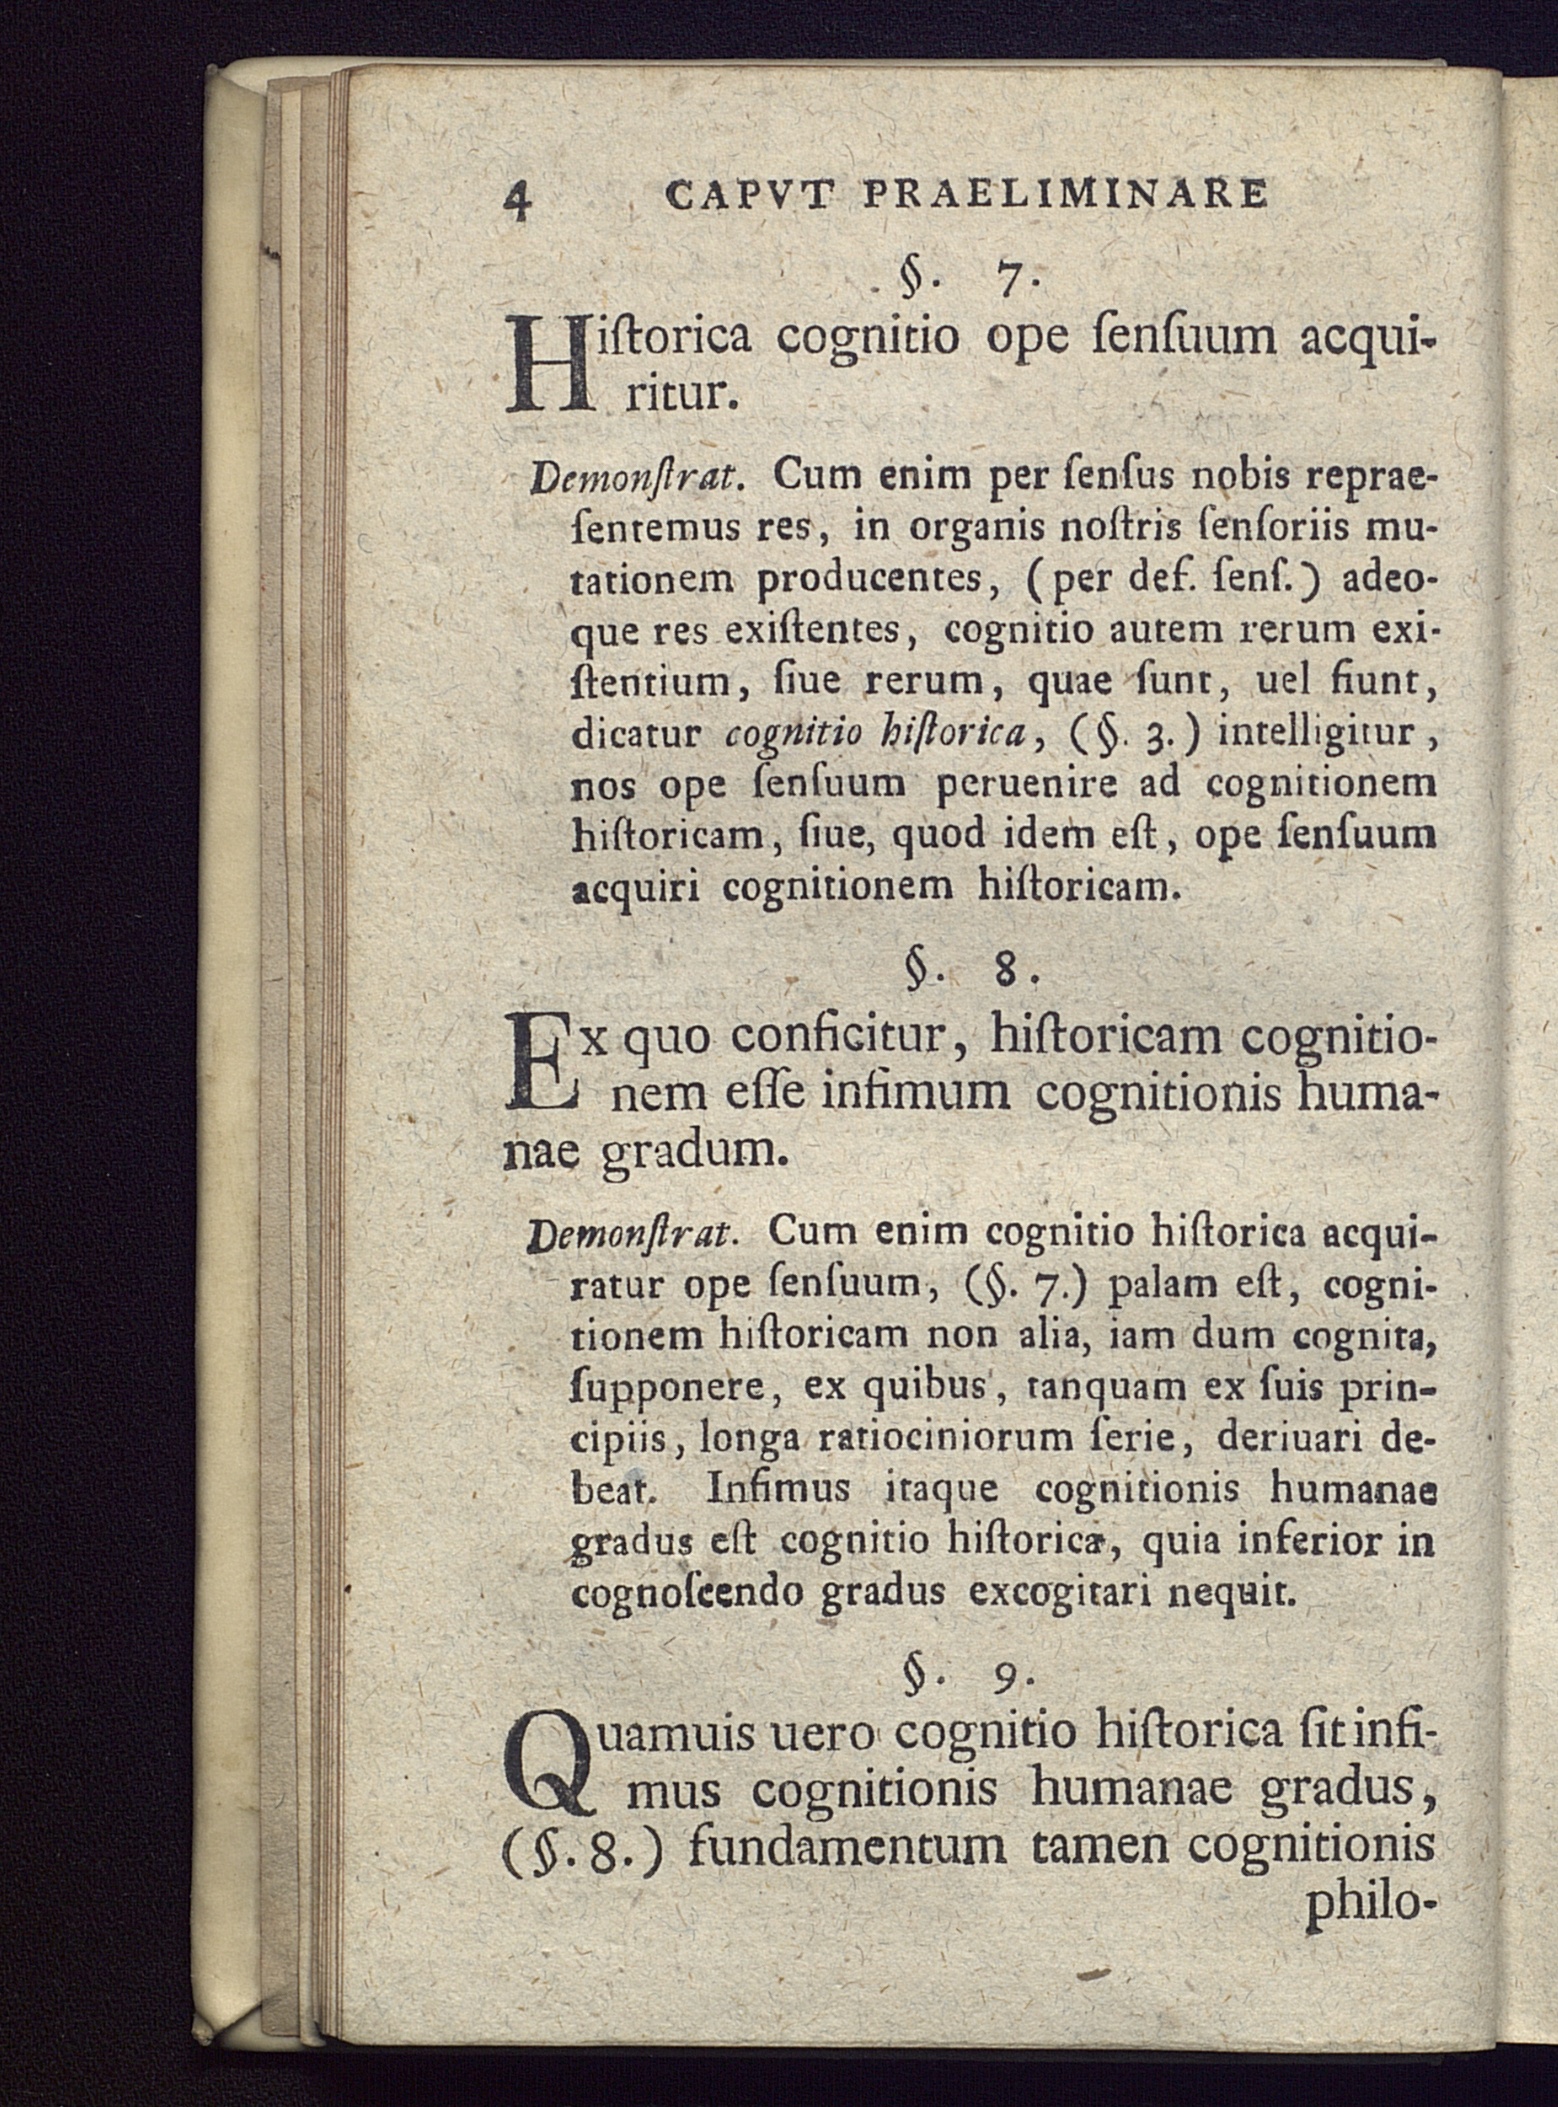 4 CAPVT PRAELIMINARE
§. 7.
Hiſtorica cognitio ope ſenſuum acqui-
ritur.
Demonſtrat. Cum enim per ſenſus nobis reprae-
ſentemus res, in organis noſtris ſenſoriis mu-
tationem producentes, (per def. ſenſ.) adeo-
que res exiſtentes, cognitio autem rerum exi-
ſtentium, ſiue rerum, quae ſunt, uel fiunt,
dicatur cognitio hiſtorica, (§. 3.) intelligitur,
nos ope ſenſuum peruenire ad cognitionem
hiſtoricam, ſiue, quod idem eſt, ope ſenſuum
acquiri cognitionem hiſtoricam.
§. 8.
Ex quo conficitur, hiſtoricam cognitio-
nem eſſe infimum cognitionis huma-
nae gradum.
Demonſtrat. Cum enim cognitio hiſtorica acqui-
ratur ope ſenſuum, (§. 7.) palam eſt, cogni-
tionem hiſtoricam non alia, iam dum cognita,
ſupponere, ex quibus, tanquam ex ſuis prin-
cipiis, longa ratiociniorum ſerie, deriuari de-
beat. Infimus itaque cognitionis humanae
gradus eſt cognitio hiſtorica, quia inferior in
cognoſcendo gradus excogitari nequit.
§. 9.
Quamuis uero cognitio hiſtorica ſit infi-
mus cognitionis humanae gradus,
(§. 8.) fundamentum tamen cognitionis
philo-